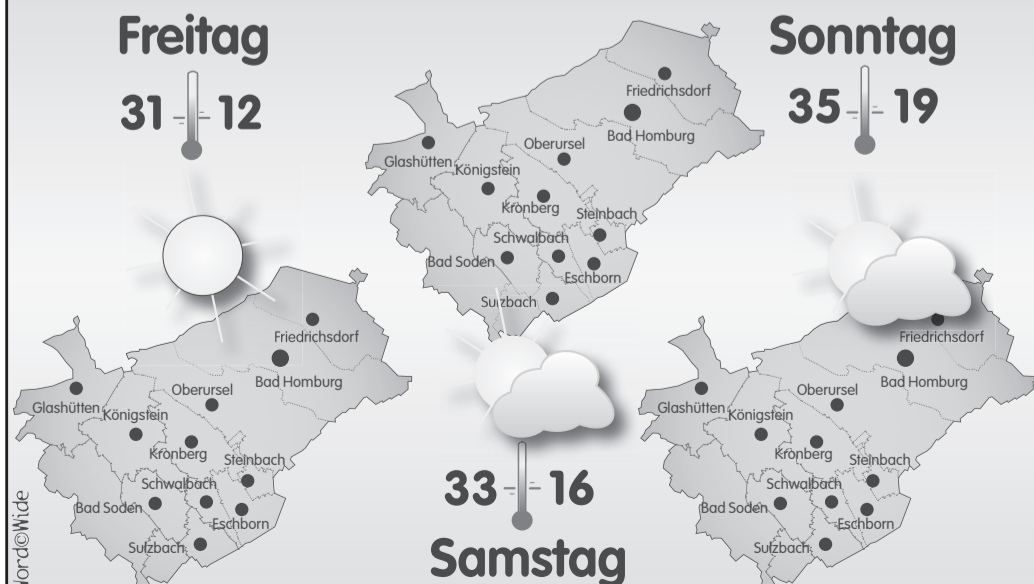 Freitag
31 12
Friedrichsdorf
Bad Homburg
Oberursel
Glashütten
Königstein
Kronberg
Steinbach
Schwalbach
Bad Soden
Eschborn
Sulzbach
Friedrichsdorf
Bad Homburg
Oberursel
Glashütten
Königstein
Kronberg
Steinbach
Schwalbach
Bad Soden
Eschborn
Sulzbach
33 16
Samstag
Sonntag
35 19
Friedrichsdorf
Bad Homburg
Oberursel
Glashütten
Königstein
Kronberg
Steinbach
Schwalbach
Bad Soden
Eschborn
Sulzbach